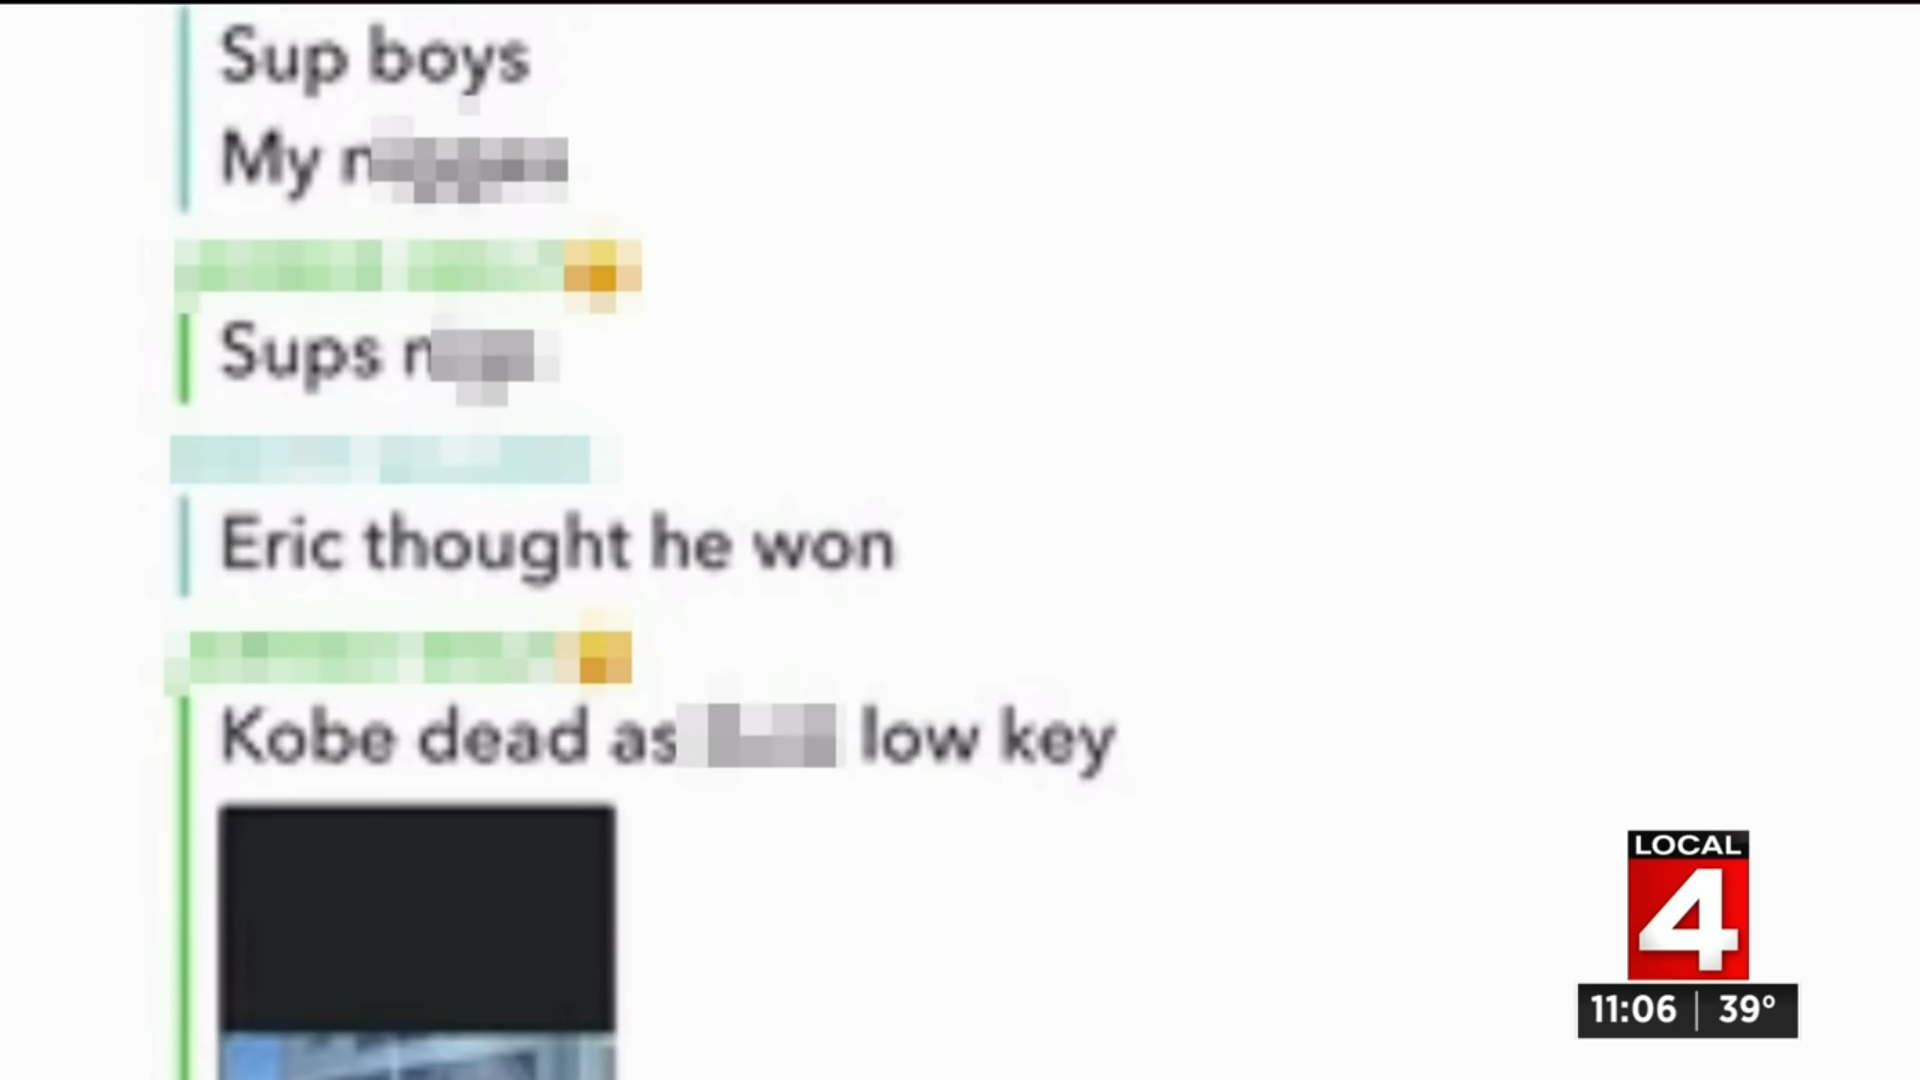 Sup boys
My n
Sups n
Eric thought he won
Kobe dead as low key
LOCAL
4
11:06 | 39°